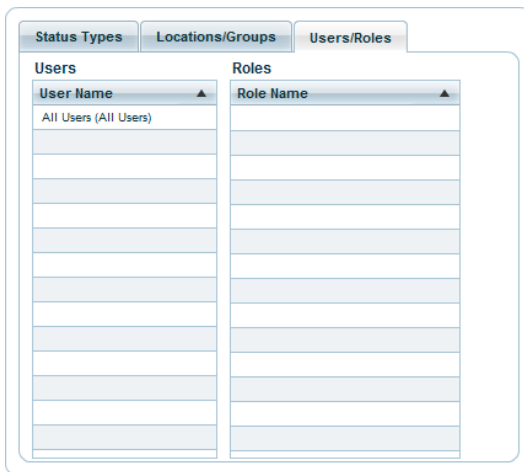 Status Types Locations/Groups Users/Roles
Users Roles
User Name Role Name
All Users (All Users)